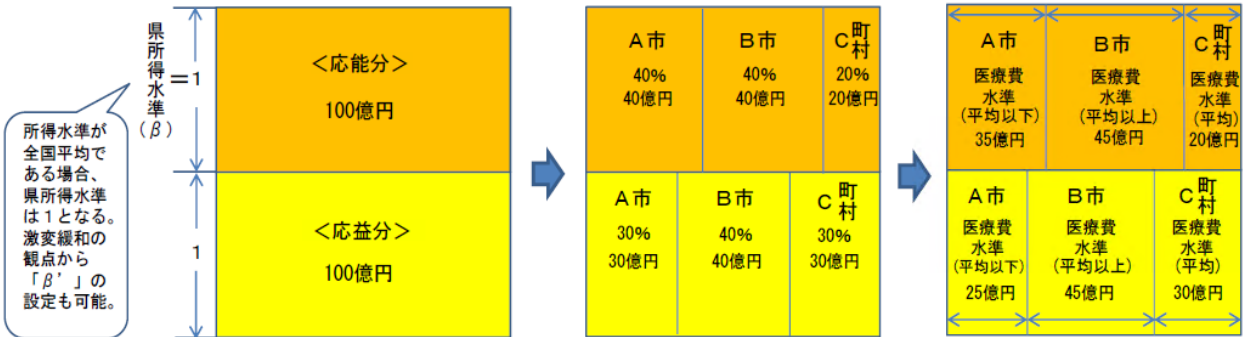 県所得水準(β)
＝1
1
所得水準が
全国平均で
ある場合、
県所得水準
は１となる。
激変緩和の
観点から
「β’」の
設定も可能。
＜応能分＞
100億円
＜応益分＞
100億円
A市
40%
40億円
B市
40%
40億円
C町村
20%
20億円
A市
30%
30億円
B市
40%
40億円
C町村
30%
30億円
A市
医療費
水準
(平均以下)
35億円
B市
医療費
水準
(平均以上)
45億円
C町村
医療費
水準
(平均)
20億円
A市
医療費
水準
(平均以下)
25億円
B市
医療費
水準
(平均以上)
45億円
C町村
医療費
水準
(平均)
30億円